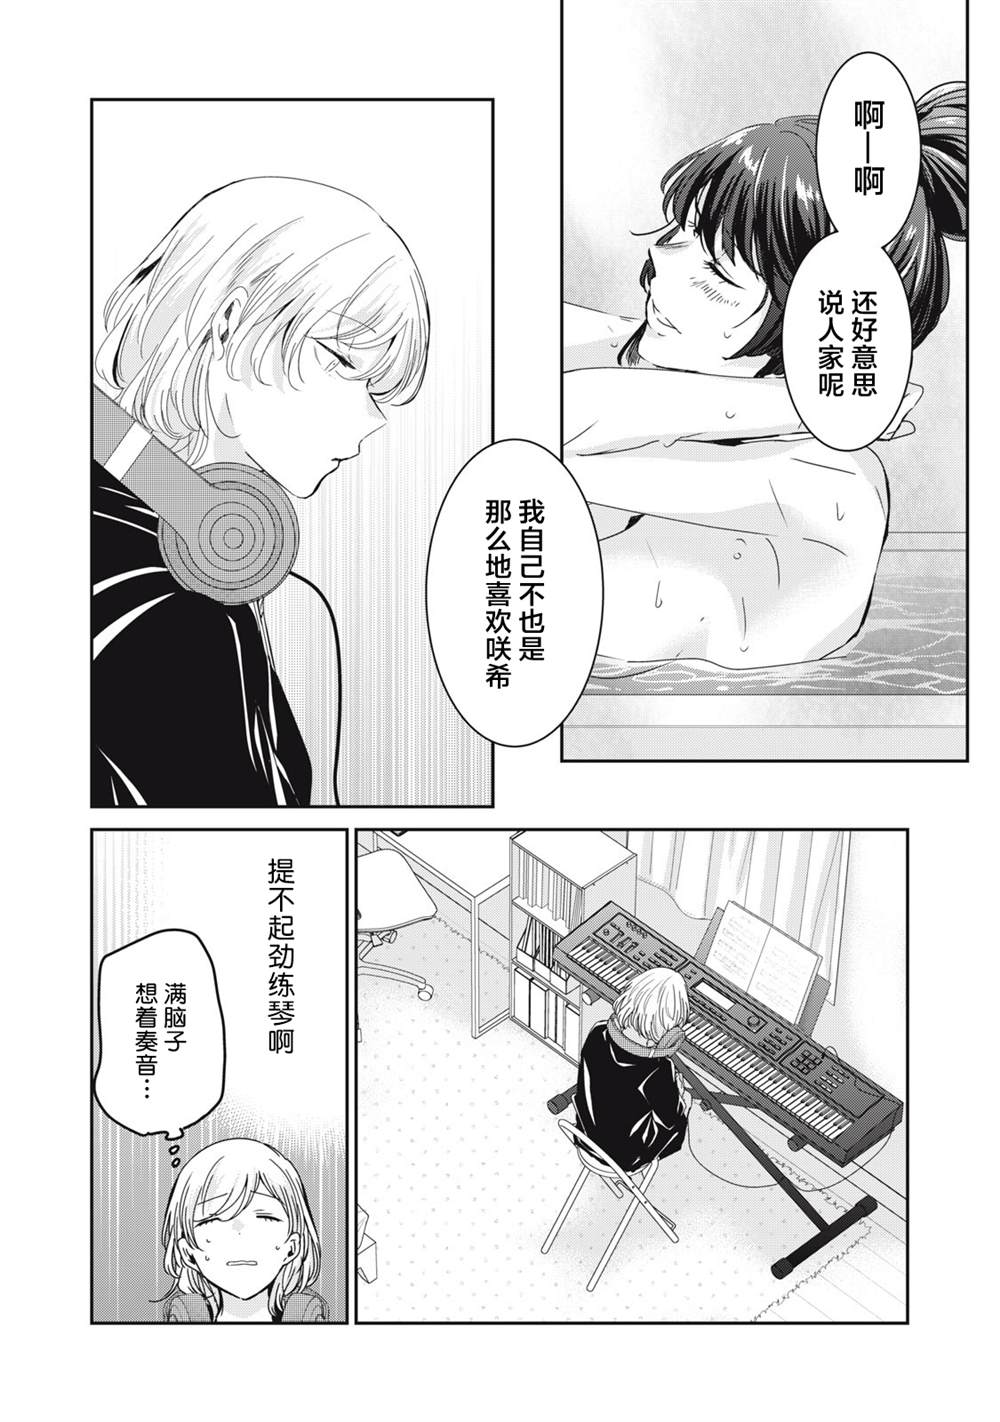 啊—啊
还好意思
说人家呢
我自己不也是
那么地喜欢咲希
提不起劲练琴啊
满脑子
想着奏音…